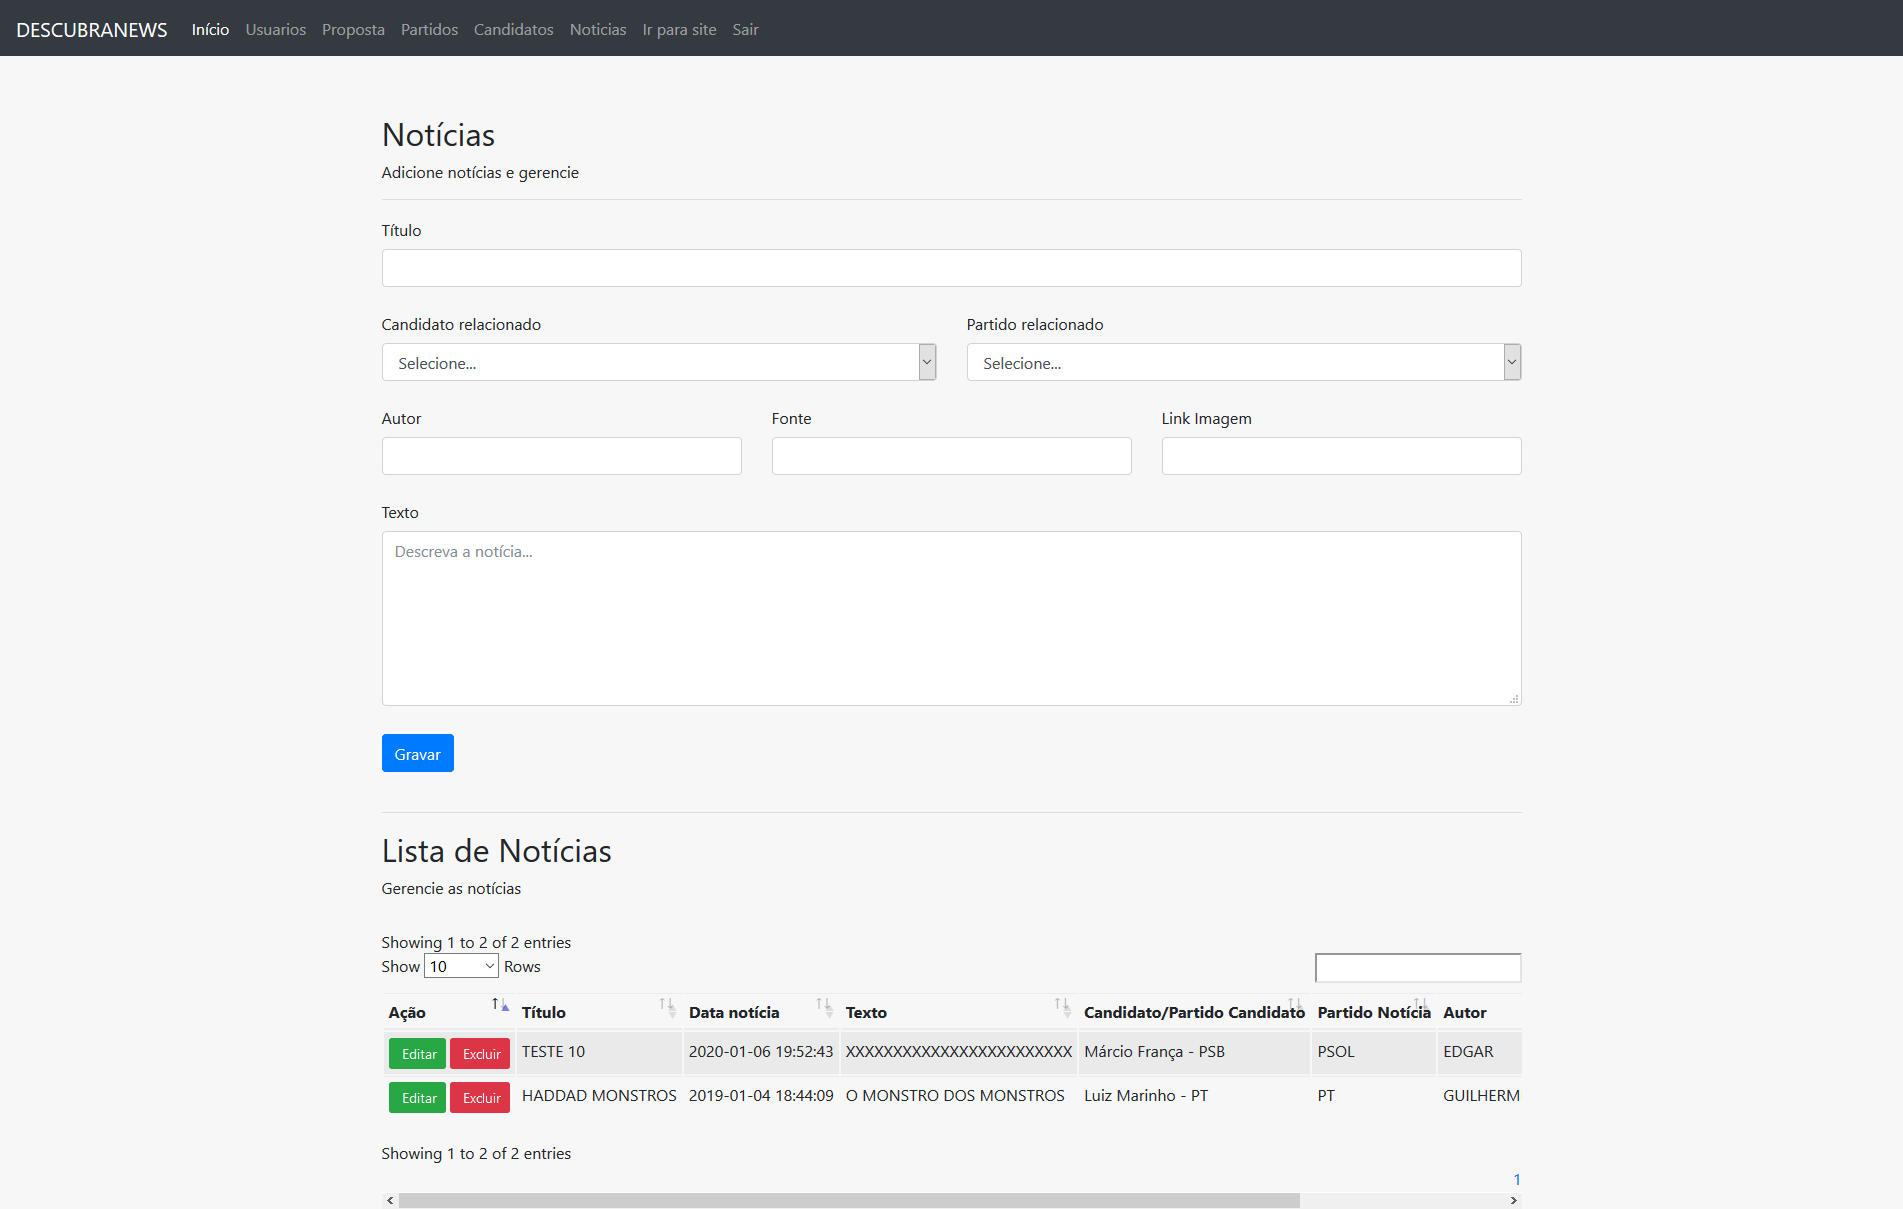 DESCUBRANEWS Início Usuarios Proposta Partidos Candidatos Noticias Ir para site Sair
Notícias
Adicione notícias e gerencie
Título
Candidato relacionado Partido relacionado
Selecione... Selecione...
Autor Fonte Link Imagem
Texto
Descreva a notícia...
Gravar
Lista de Notícias
Gerencie as notícias
Showing 1 to 2 of 2 entries
Show 10 Rows
Ação Título Data notícia Texto Candidato/Partido Candidato Partido Notícia Autor
Editar Excluir TESTE 10 2020-01-06 19:52:43 XXXXXXXXXXXXXXXXXXXXXXXX Márcio França - PSB PSOL EDGAR
Editar Excluir HADDAD MONSTROS 2019-01-04 18:44:09 O MONSTRO DOS MONSTROS Luiz Marinho - PT PT GUILHERM
Showing 1 to 2 of 2 entries
1